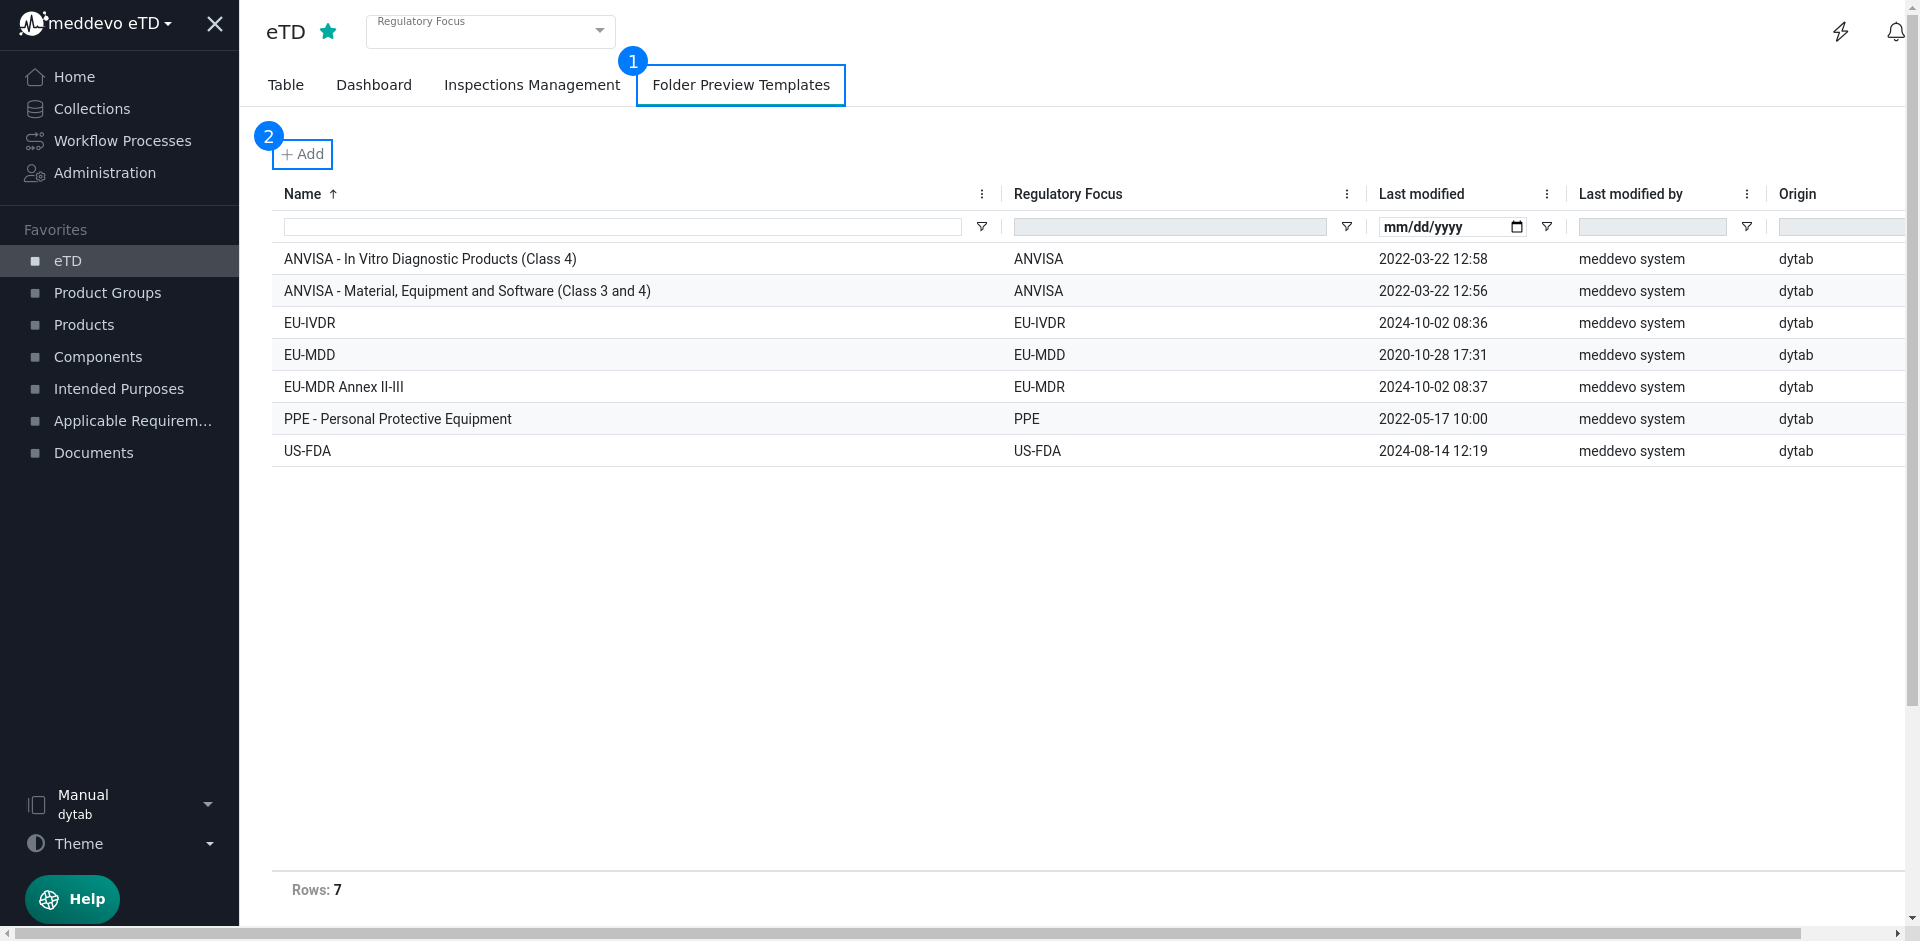 meddevo eTD
Home
Collections
Workflow Processes
Administration
Favorites
eTD
Product Groups
Products
Components
Intended Purposes
Applicable Requirem...
Documents
Manual
dytab
Theme
Help
eTD
Regulatory Focus
1
Table Dashboard Inspections Management Folder Preview Templates
2
+ Add
Name ↑ Regulatory Focus Last modified Last modified by Origin
mm/dd/yyyy
ANVISA - In Vitro Diagnostic Products (Class 4) ANVISA 2022-03-22 12:58 meddevo system dytab
ANVISA - Material, Equipment and Software (Class 3 and 4) ANVISA 2022-03-22 12:56 meddevo system dytab
EU-IVDR EU-IVDR 2024-10-02 08:36 meddevo system dytab
EU-MDD EU-MDD 2020-10-28 17:31 meddevo system dytab
EU-MDR Annex II-III EU-MDR 2024-10-02 08:37 meddevo system dytab
PPE - Personal Protective Equipment PPE 2022-05-17 10:00 meddevo system dytab
US-FDA US-FDA 2024-08-14 12:19 meddevo system dytab
Rows: 7